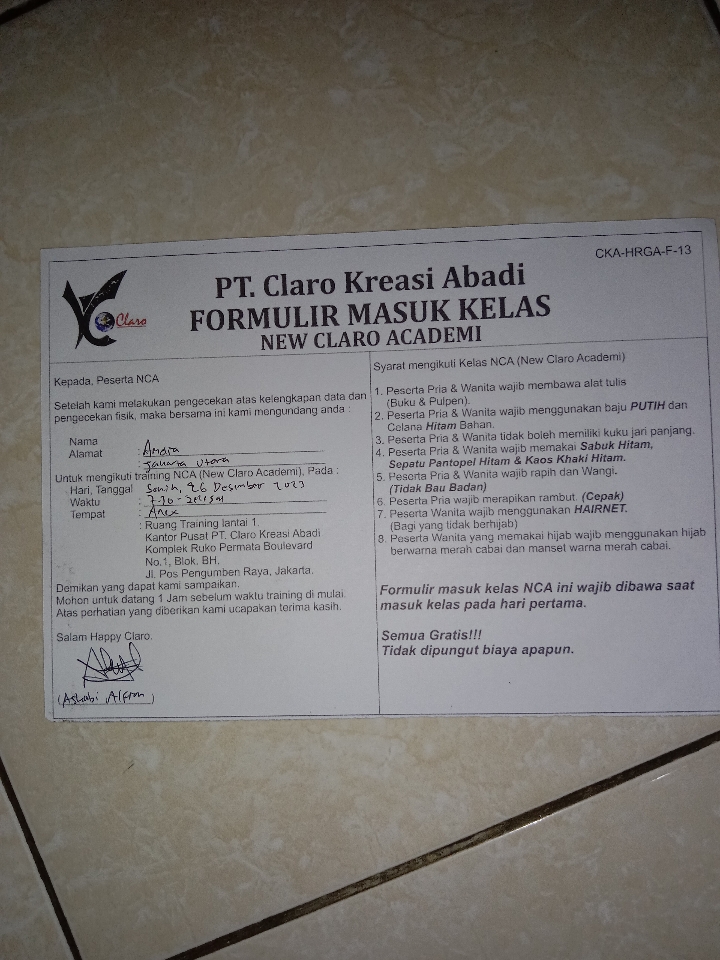 CKA-HRGA-F-13
Claro
PT. Claro Kreasi Abadi
FORMULIR MASUK KELAS
NEW CLARO ACADEMI
Kepada, Peserta NCA
Setelah kami melakukan pengecekan atas kelengkapan data dan
pengecekan fisik, maka bersama ini kami mengundang anda :
Nama : Andra
Alamat : Jakarta Utara
Untuk mengikuti training NCA (New Claro Academi), Pada :
Hari, Tanggal : 26 Desember 2023
Waktu : 7.30 - selesai
Tempat : Anex
: Ruang Training lantai 1.
Kantor Pusat PT. Claro Kreasi Abadi
Komplek Ruko Permata Boulevard
No.1, Blok. BH.
Jl. Pos Pengumben Raya, Jakarta.
Demikan yang dapat kami sampaikan.
Mohon untuk datang 1 Jam sebelum waktu training di mulai.
Atas perhatian yang diberikan kami ucapakan terima kasih.
Salam Happy Claro.
Syarat mengikuli Kelas NCA (New Claro Academi)
1. Peserta Pria & Wanita wajib membawa alat tulis
(Buku & Pulpen).
2. Peserta Pria & Wanita wajib menggunakan baju PUTIH dan
Celana Hitam Bahan.
3. Peserta Pria & Wanita tidak boleh memiliki kuku jari panjang.
4. Peserta Pria & Wanita wajib memakai Sabuk Hitam,
Sepatu Pantopel Hitam & Kaos Khaki Hitam.
5. Peserta Pria & Wanita wajib rapih dan Wangi.
(Tidak Bau Badan)
6. Peserta Pria wajib merapikan rambut. (Cepak)
7. Peserta Wanita wajib menggunakan HAIRNET.
(Bagi yang tidak berhijab)
8. Peserta Wanita yang memakai hijab wajib menggunakan hijab
berwarna merah cabai dan manset warna merah cabai.
Formulir masuk kelas NCA ini wajib dibawa saat
masuk kelas pada hari pertama.
Semua Gratis!!!
Tidak dipungut biaya apapun.